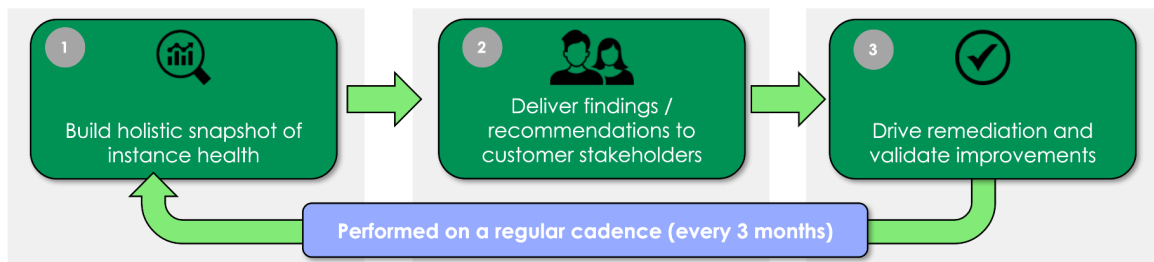 1
Build holistic snapshot of
instance health
2
Deliver findings /
recommendations to
customer stakeholders
3
Drive remediation and
validate improvements
Performed on a regular cadence (every 3 months)